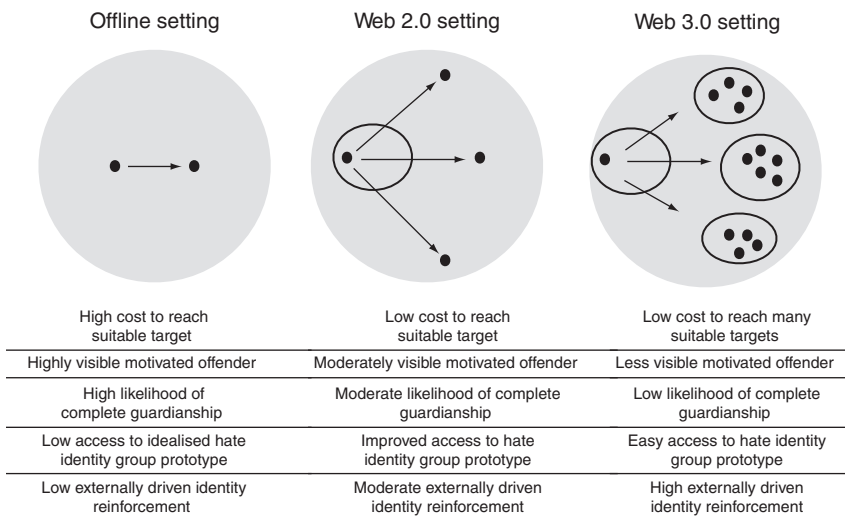 Offline setting
Web 2.0 setting
Web 3.0 setting
High cost to reach
suitable target
Low cost to reach
suitable target
Low cost to reach many
suitable targets
Highly visible motivated offender
Moderately visible motivated offender
Less visible motivated offender
High likelihood of
complete guardianship
Moderate likelihood of complete
guardianship
Low likelihood of complete
guardianship
Low access to idealised hate
identity group prototype
Improved access to hate
identity group prototype
Easy access to hate identity
group prototype
Low externally driven identity
reinforcement
Moderate externally driven
identity reinforcement
High externally driven
identity reinforcement